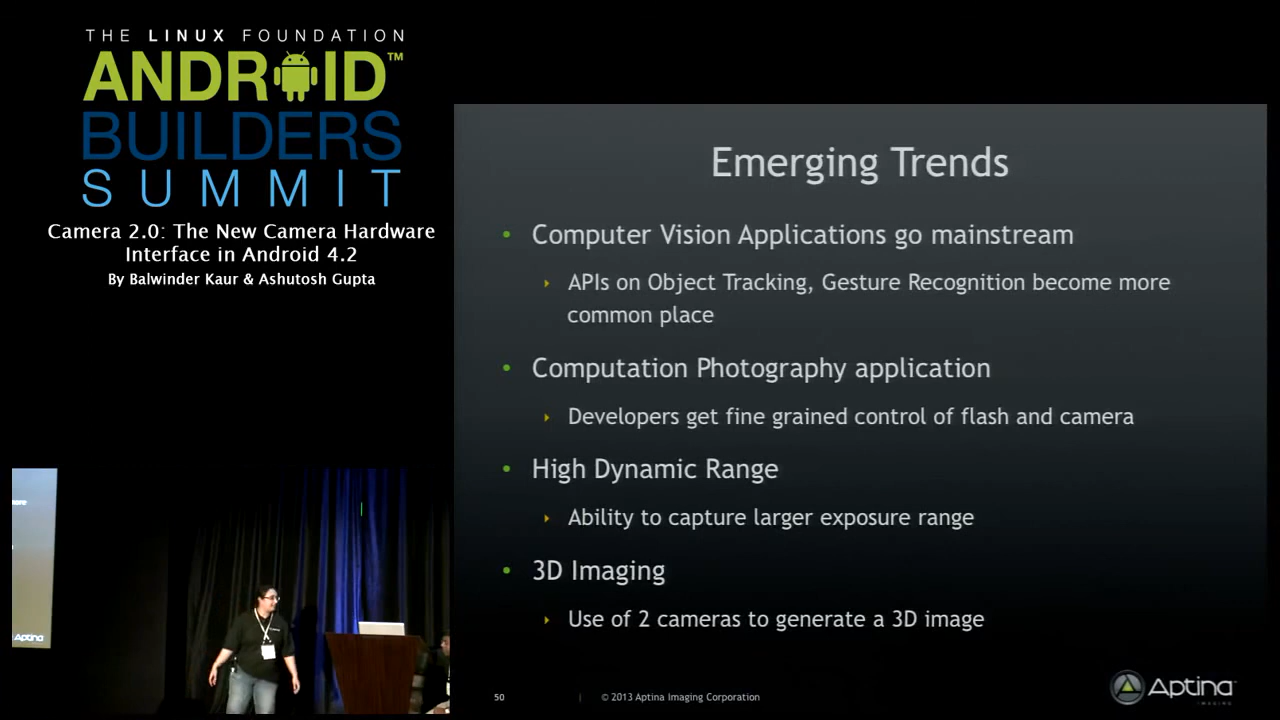 THE LINUX FOUNDATION
ANDROID™
BUILDERS
SUMMIT
Camera 2.0: The New Camera Hardware
Interface in Android 4.2
By Balwinder Kaur & Ashutosh Gupta
Emerging Trends
• Computer Vision Applications go mainstream
‣ APIs on Object Tracking, Gesture Recognition become more
common place
• Computation Photography application
‣ Developers get fine grained control of flash and camera
• High Dynamic Range
‣ Ability to capture larger exposure range
• 3D Imaging
‣ Use of 2 cameras to generate a 3D image
50 | © 2013 Aptina Imaging Corporation
Aptina
IMAGING
Aptina